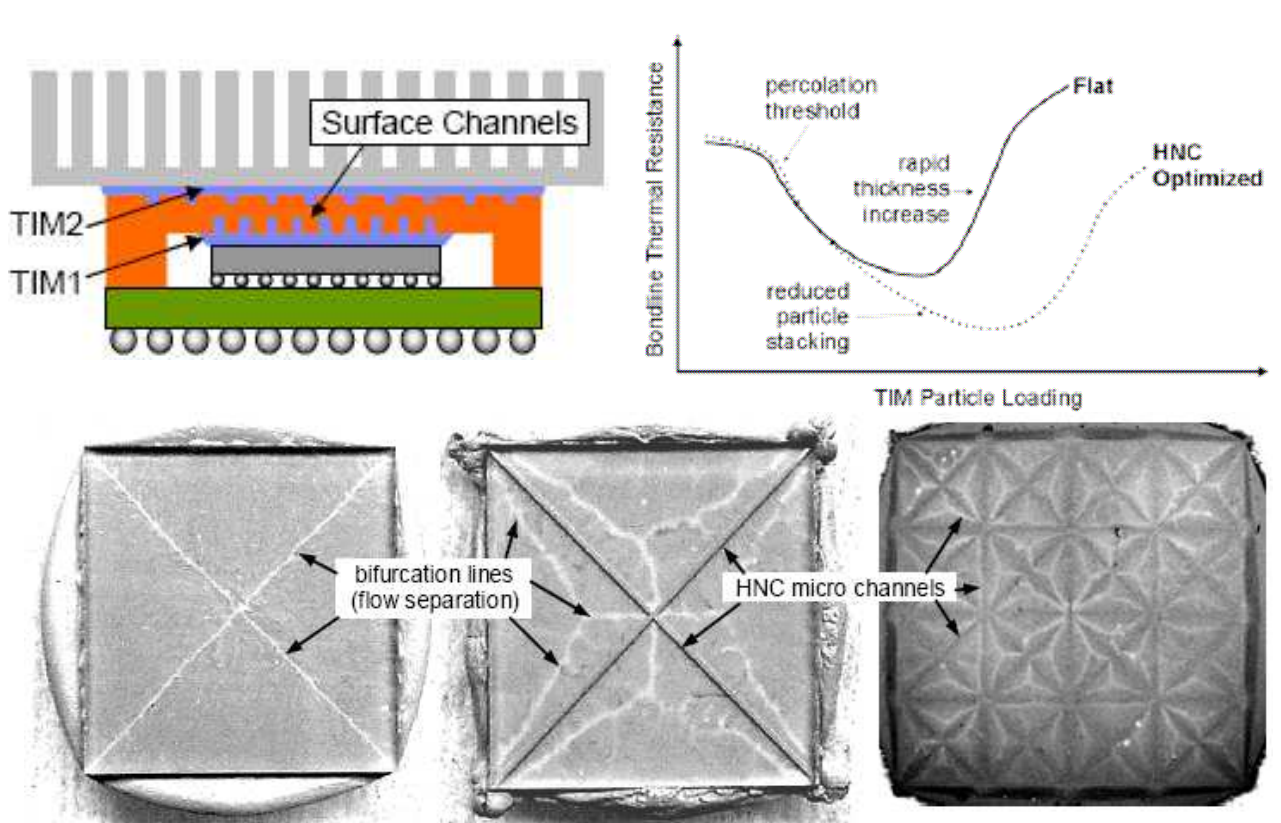 Surface Channels
TIM2
TIM1
Bondline Thermal Resistance
percolation
threshold
Flat
rapid
thickness
increase
HNC
Optimized
reduced
particle
stacking
TIM Particle Loading
bifurcation lines
(flow separation)
HNC micro channels